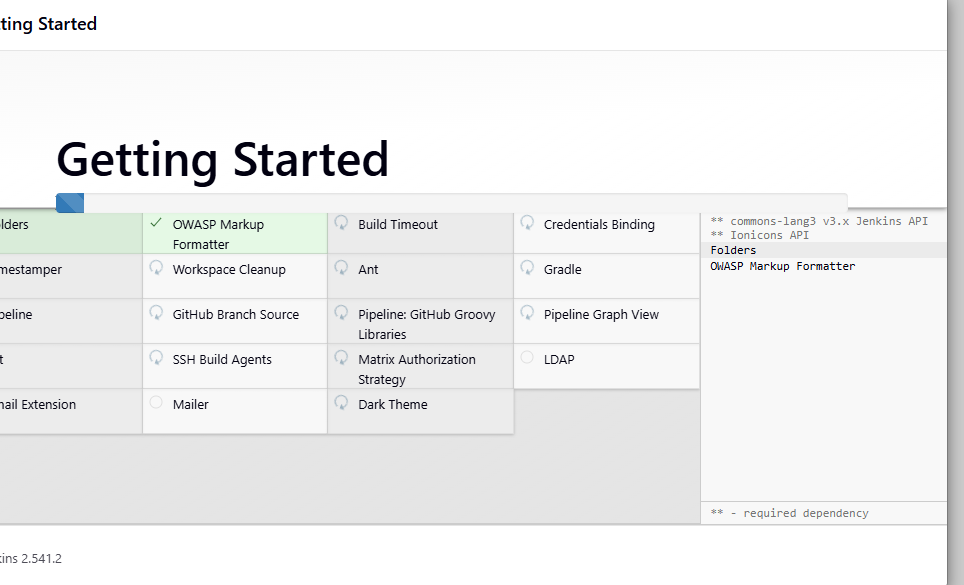 ting Started
Getting Started
lders
OWASP Markup
Formatter
Build Timeout
Credentials Binding
mestamper
Workspace Cleanup
Ant
Gradle
peline
GitHub Branch Source
Pipeline: GitHub Groovy
Libraries
Pipeline Graph View
t
SSH Build Agents
Matrix Authorization
Strategy
LDAP
nail Extension
Mailer
Dark Theme
** commons-lang3 v3.x Jenkins API
** Ionicons API
Folders
OWASP Markup Formatter
** - required dependency
kins 2.541.2